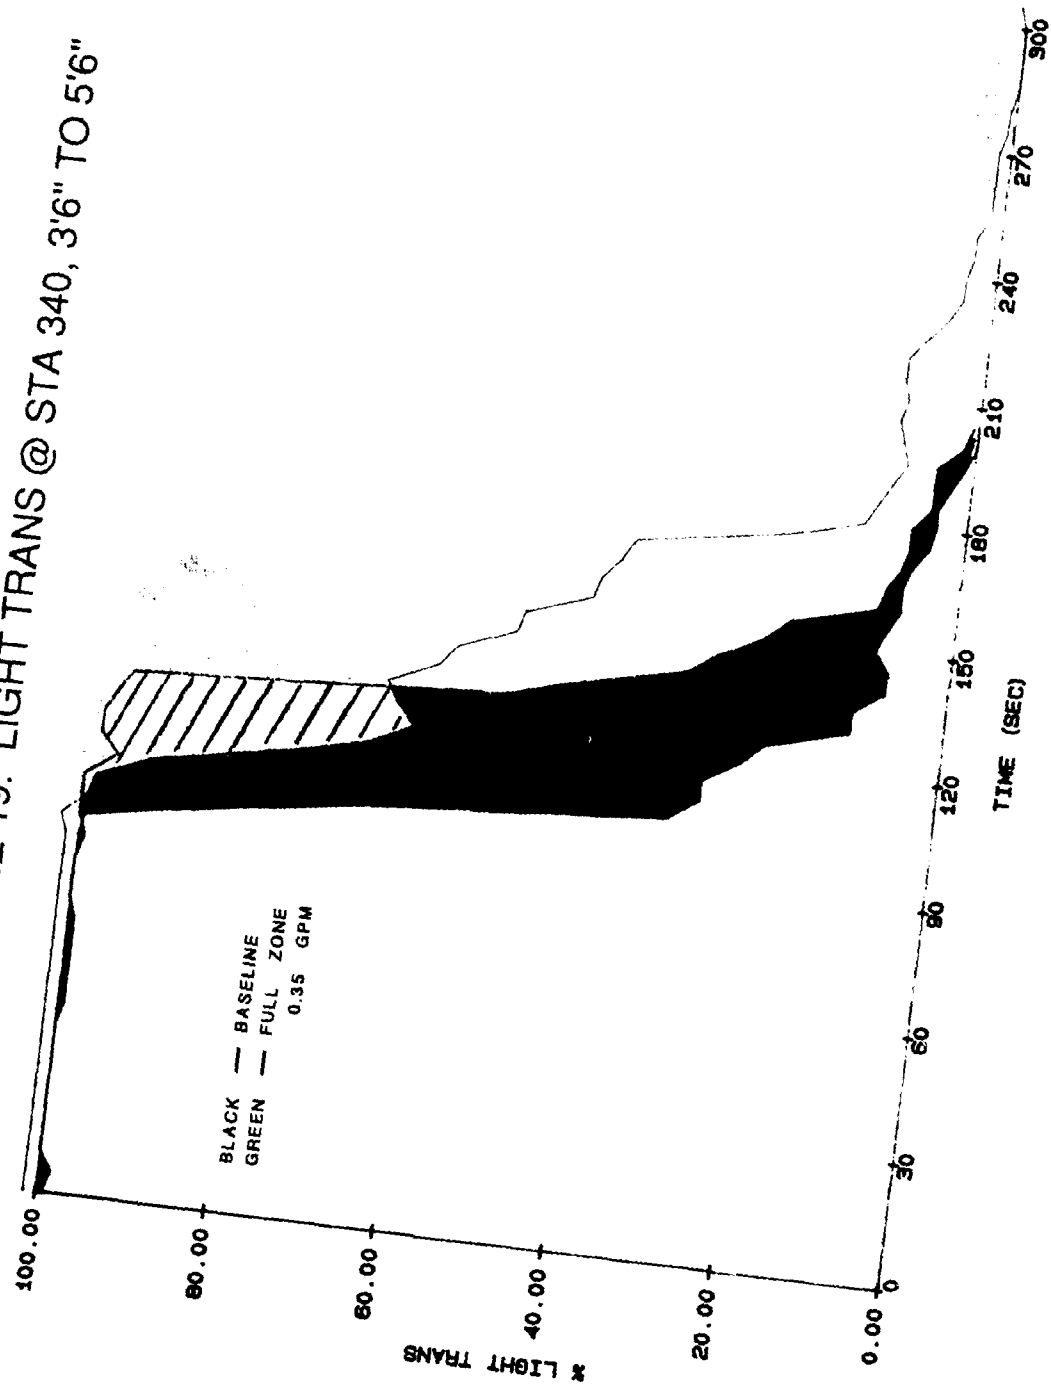 LIGHT TRANS @ STA 340, 3'6" TO 5'6"
BLACK — BASELINE
GREEN — FULL ZONE
0.35 GPM
% LIGHT TRANS
100.00
80.00
60.00
40.00
20.00
0.00
0
30
60
90
120
150
180
210
240
270
300
TIME (SEC)